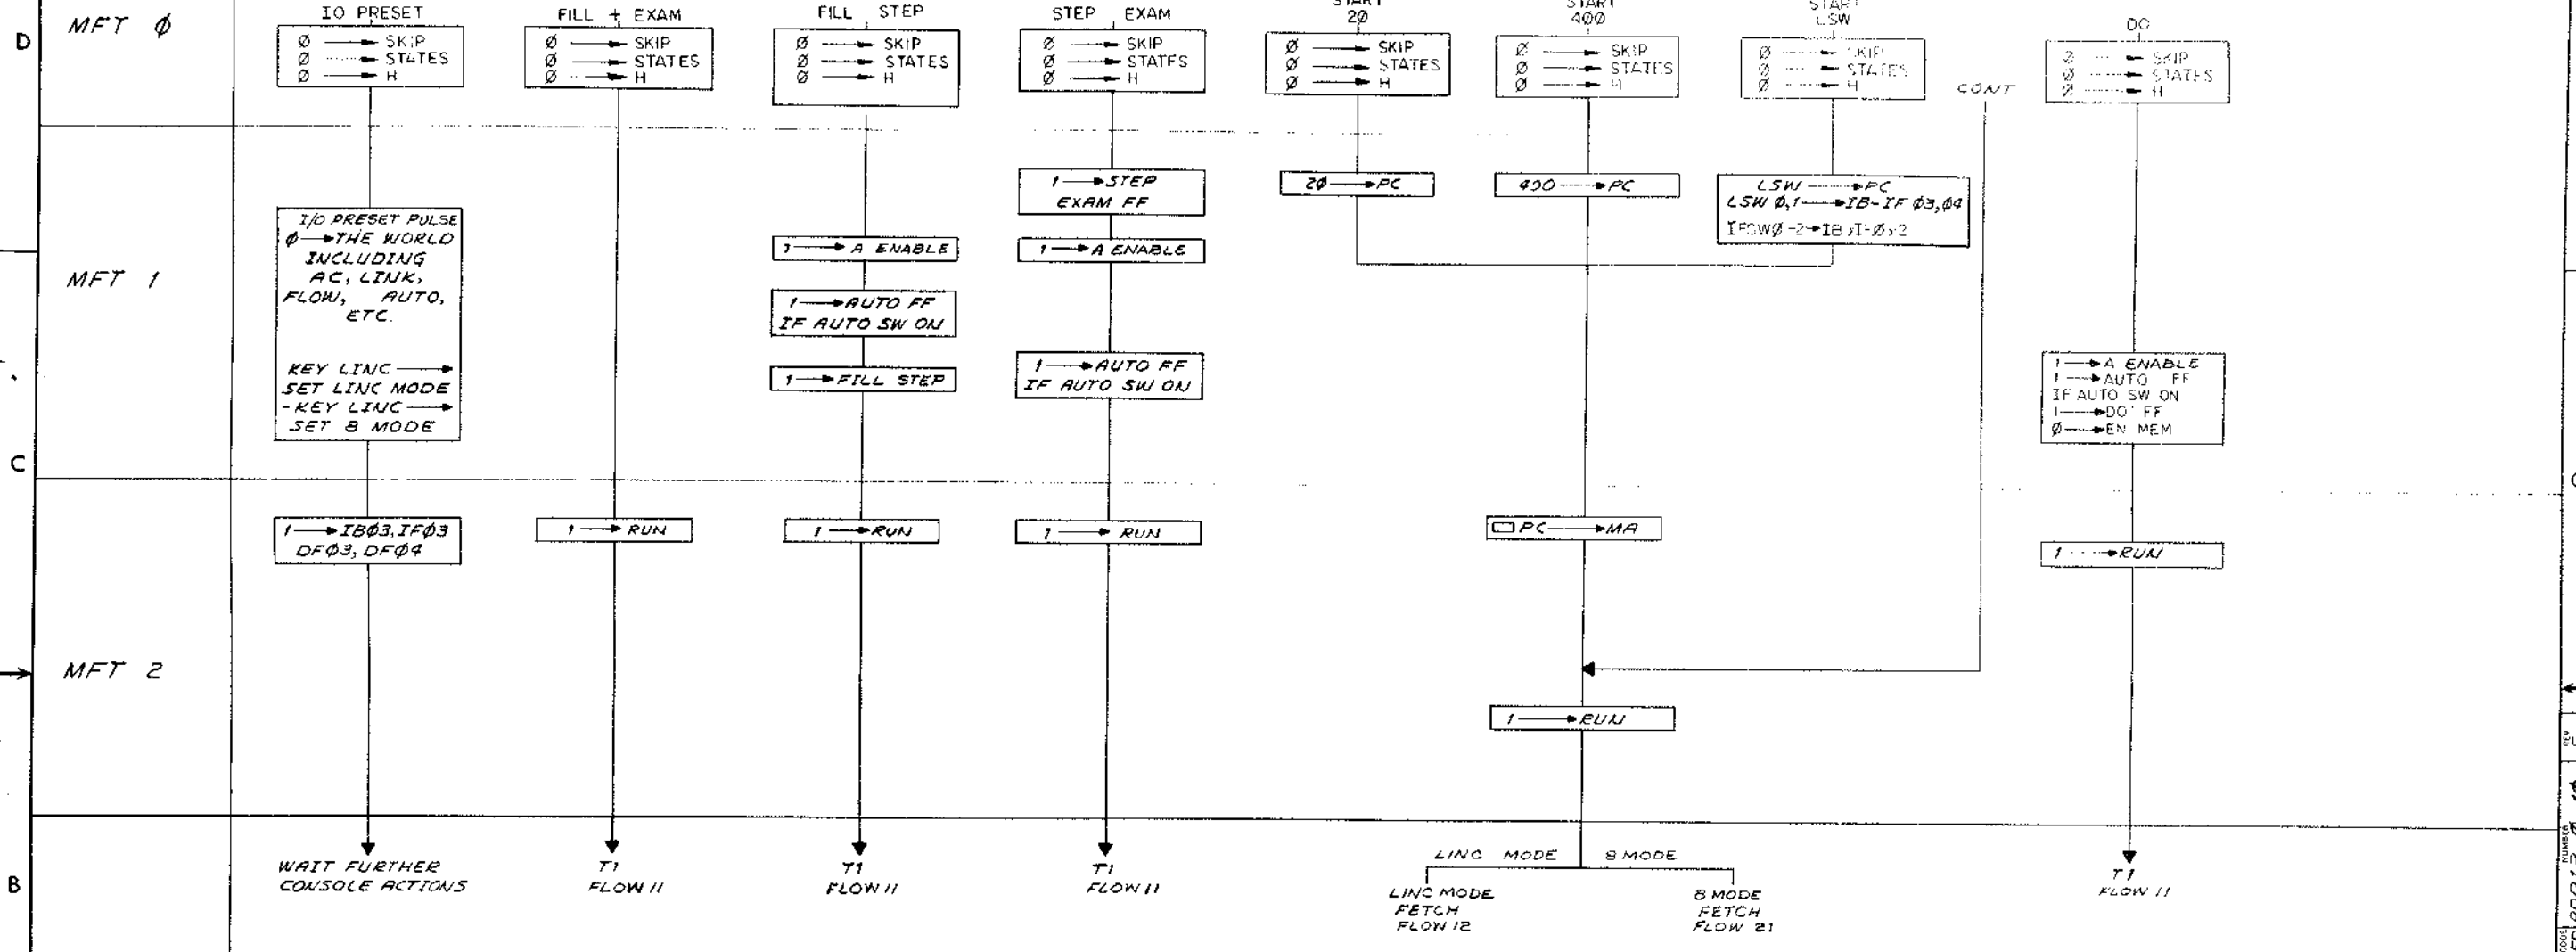 D
MFT Ø
IO PRESET
Ø → SKIP
Ø → STATES
Ø → H
FILL + EXAM
Ø → SKIP
Ø → STATES
Ø → H
FILL STEP
Ø → SKIP
Ø → STATES
Ø → H
STEP EXAM
Ø → SKIP
Ø → STATES
Ø → H
START
2Ø
Ø → SKIP
Ø → STATES
Ø → H
START
4ØØ
Ø → SKIP
Ø → STATES
Ø → H
START
LSW
Ø → SKIP
Ø → STATES
Ø → H
CONT
DO
Ø → SKIP
Ø → STATES
Ø → H
MFT 1
I/O PRESET PULSE
Ø → THE WORLD
INCLUDING
AC, LINK,
FLOW, AUTO,
ETC.
KEY LINC →
SET LINC MODE
-KEY LINC →
SET 8 MODE
1 → A ENABLE
1 → AUTO FF
IF AUTO SW ON
1 → FILL STEP
1 → STEP
EXAM FF
1 → A ENABLE
1 → AUTO FF
IF AUTO SW ON
2Ø → PC
400 → PC
LSW → PC
LSW Ø,1 → IB-IF Ø3,Ø4
1 → A ENABLE
1 → AUTO FF
IF AUTO SW ON
1 → DO FF
Ø → EN MEM
C
MFT 2
1 → IBØ3, IFØ3
DFØ3, DFØ4
1 → RUN
1 → RUN
1 → RUN
PC → MA
1 → RUN
1 → RUN
B
WAIT FURTHER
CONSOLE ACTIONS
T1
FLOW 11
T1
FLOW 11
T1
FLOW 11
LINC MODE 8 MODE
LINC MODE
FETCH
FLOW 12
8 MODE
FETCH
FLOW 21
T1
FLOW 11
REV
NUMBER
CODE